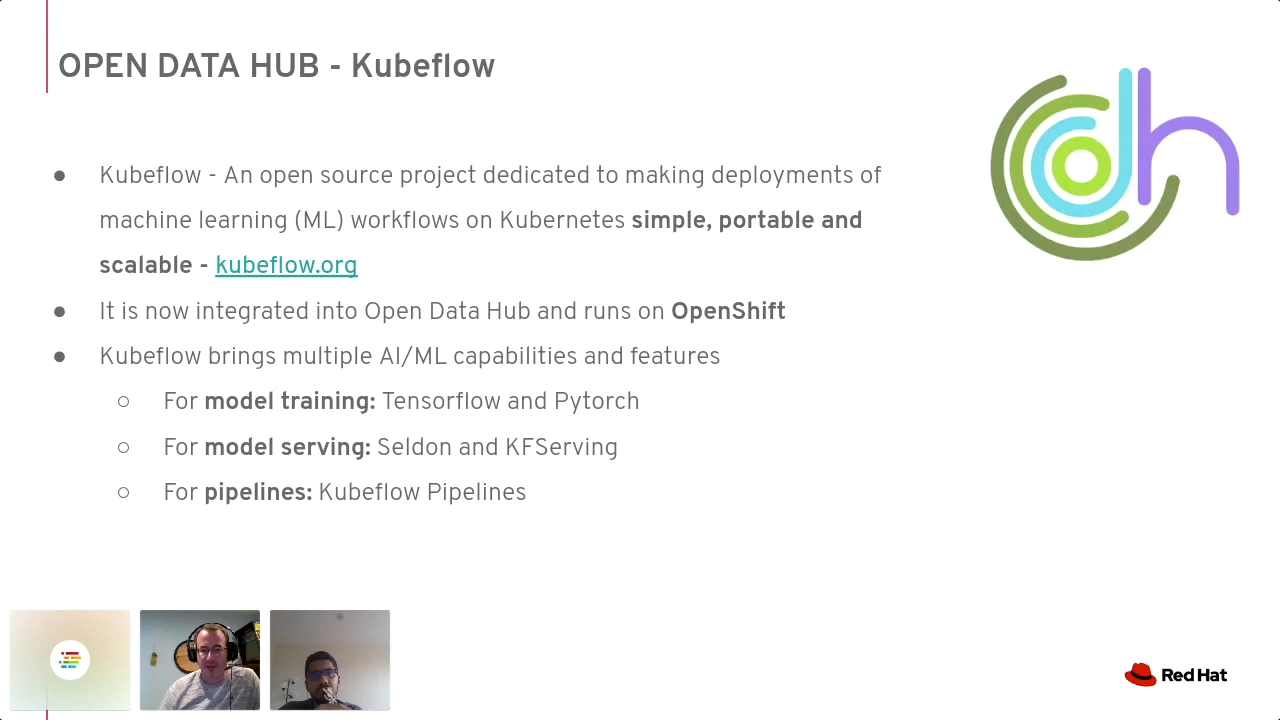 OPEN DATA HUB - Kubeflow
odh
● Kubeflow - An open source project dedicated to making deployments of
machine learning (ML) workflows on Kubernetes simple, portable and
scalable - kubeflow.org
● It is now integrated into Open Data Hub and runs on OpenShift
● Kubeflow brings multiple AI/ML capabilities and features
○ For model training: Tensorflow and Pytorch
○ For model serving: Seldon and KFServing
○ For pipelines: Kubeflow Pipelines
Red Hat